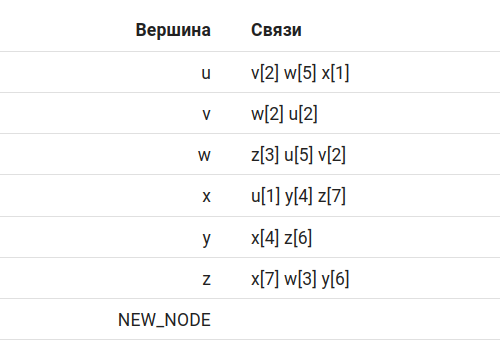 Вершина Связи
u v[2] w[5] x[1]
v w[2] u[2]
w z[3] u[5] v[2]
x u[1] y[4] z[7]
y x[4] z[6]
z x[7] w[3] y[6]
NEW_NODE